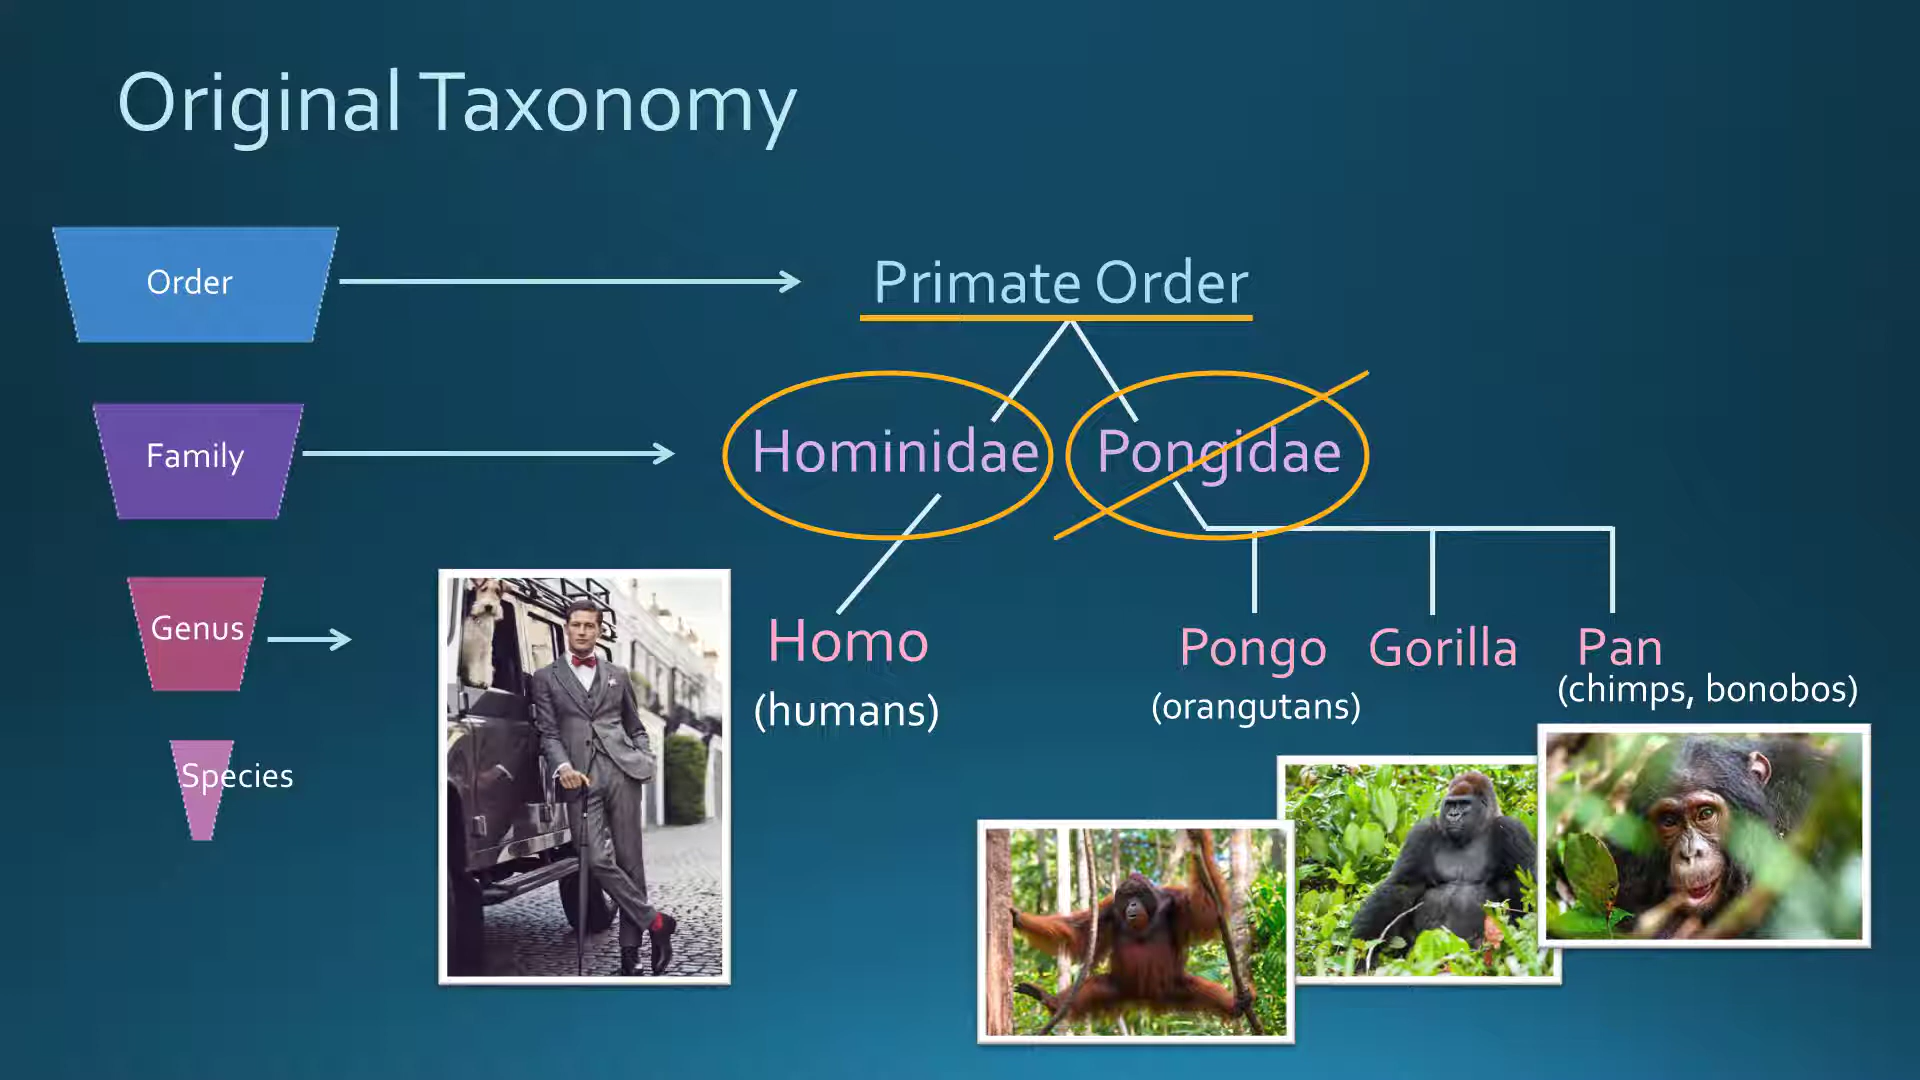 Original Taxonomy
Order
Primate Order
Family
Hominidae
Pongidae
Genus
Homo
(humans)
Pongo
(orangutans)
Gorilla
Pan
(chimps, bonobos)
Species